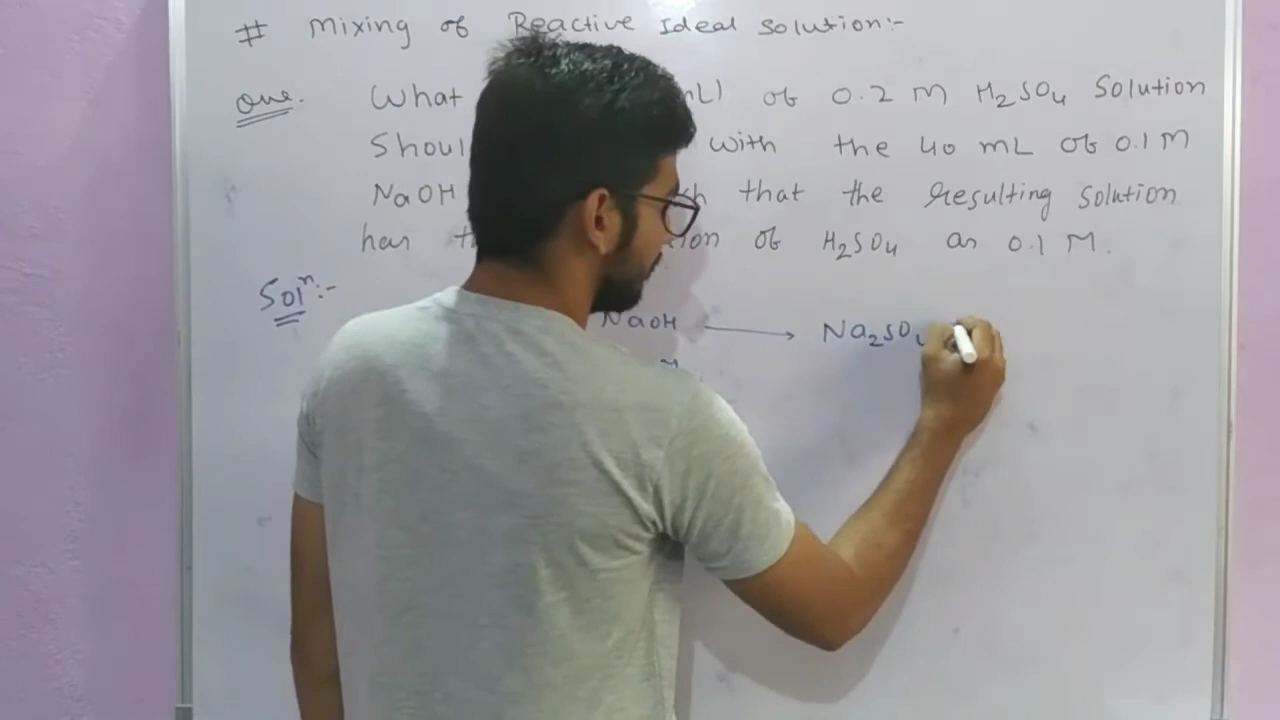 # Mixing of Reactive Ideal solution:-
Que. What mL) of 0.2 M H₂SO₄ Solution
Shoul with the 40 mL of 0.1 M
NaOH that the resulting solution
has of H₂SO₄ as 0.1 M.
Solⁿ:-
NaOH ⟶ Na₂SO₄